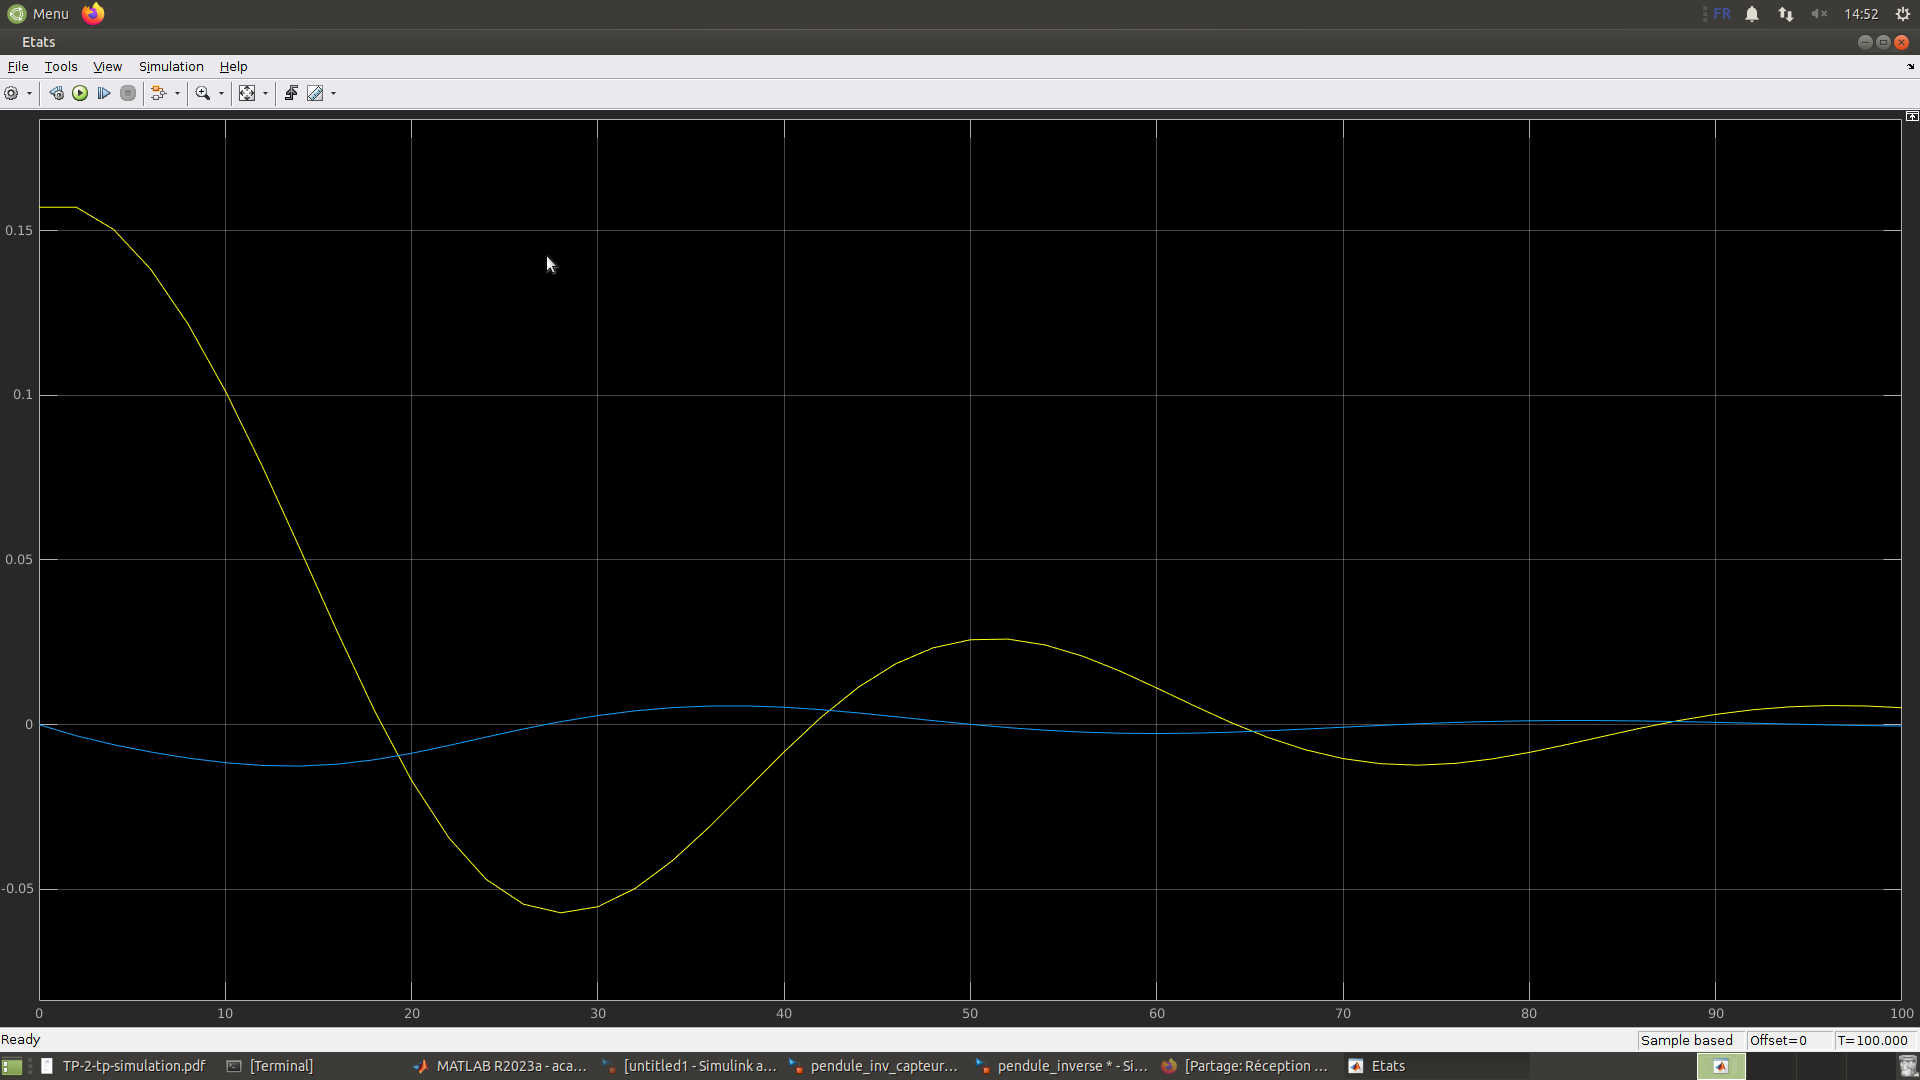 Menu FR 14:52
Etats
File Tools View Simulation Help
0.15
0.1
0.05
0
-0.05
0 10 20 30 40 50 60 70 80 90 100
Ready Sample based Offset=0 T=100.000
TP-2-tp-simulation.pdf [Terminal] MATLAB R2023a - aca... [untitled1 - Simulink a... pendule_inv_capteur... pendule_inverse * - Si... [Partage: Réception ... Etats